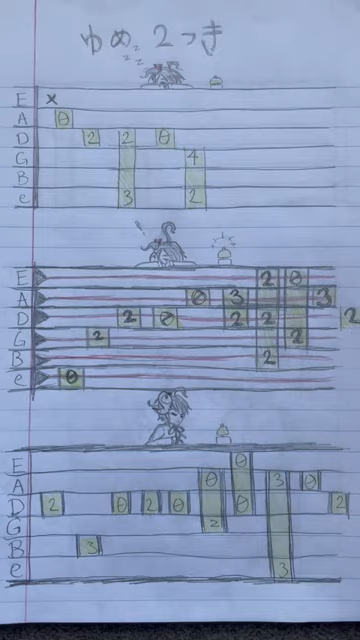 ゆめ 2っき
z z z
E x
A 0
D 2 2 0
G 4
B
e 3 2
!
E 2 0
A 0 3 3
D 2 0 2 2 2
G 2 2
B 2
e 0
E 0
A 0 3 0
D 2 0 2 0 0 2
G 2
B 3
e 3